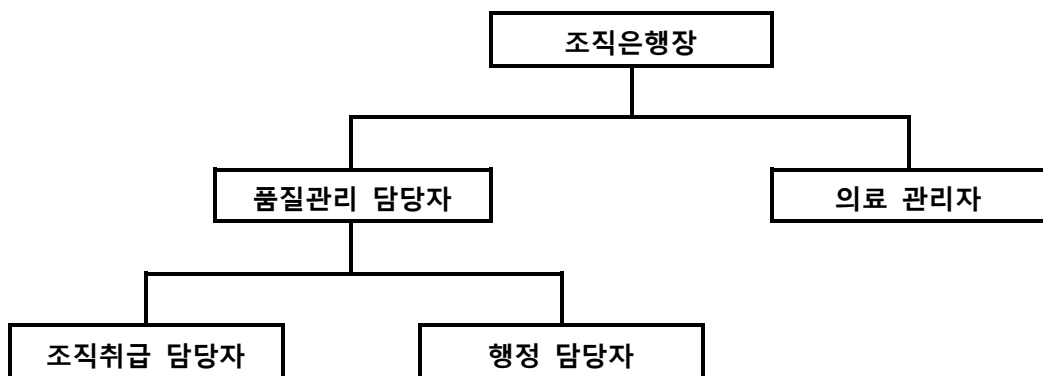 조직은행장
품질관리 담당자
의료 관리자
조직취급 담당자
행정 담당자